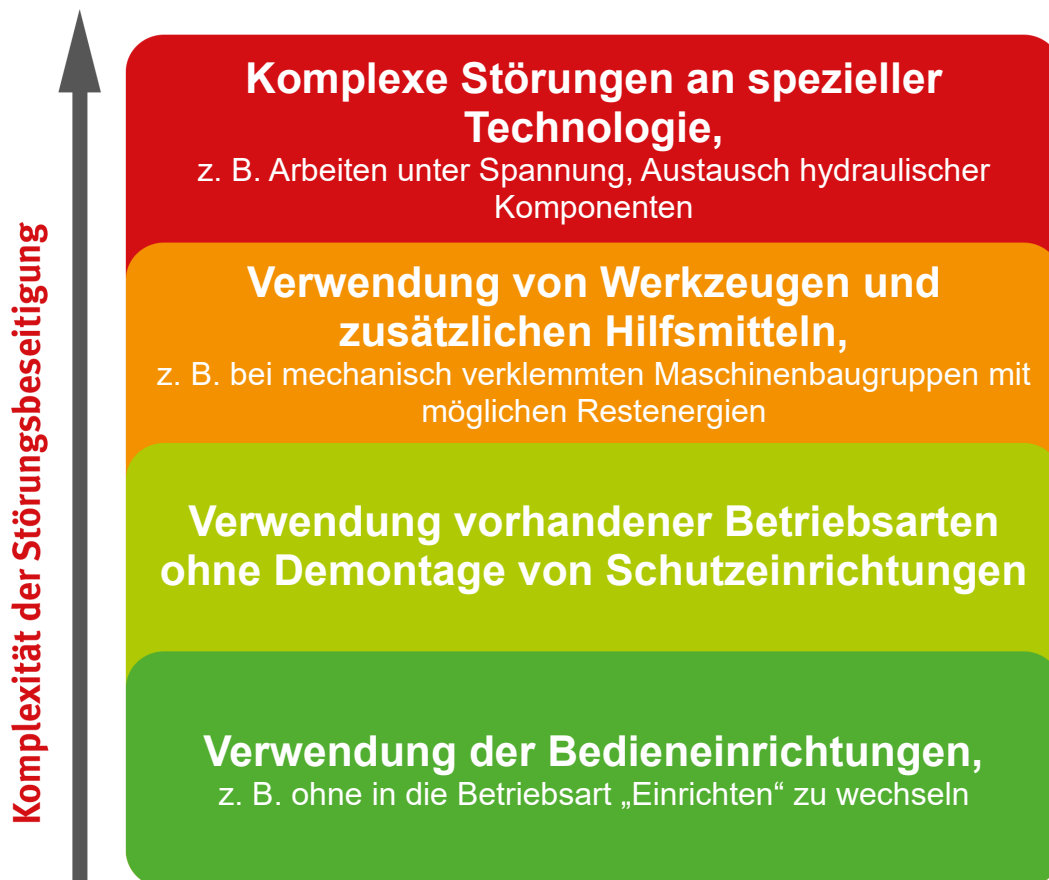 Komplexität der Störungsbeseitigung
Komplexe Störungen an spezieller
Technologie,
z. B. Arbeiten unter Spannung, Austausch hydraulischer
Komponenten
Verwendung von Werkzeugen und
zusätzlichen Hilfsmitteln,
z. B. bei mechanisch verklemmten Maschinenbaugruppen mit
möglichen Restenergien
Verwendung vorhandener Betriebsarten
ohne Demontage von Schutzeinrichtungen
Verwendung der Bedieneinrichtungen,
z. B. ohne in die Betriebsart „Einrichten“ zu wechseln